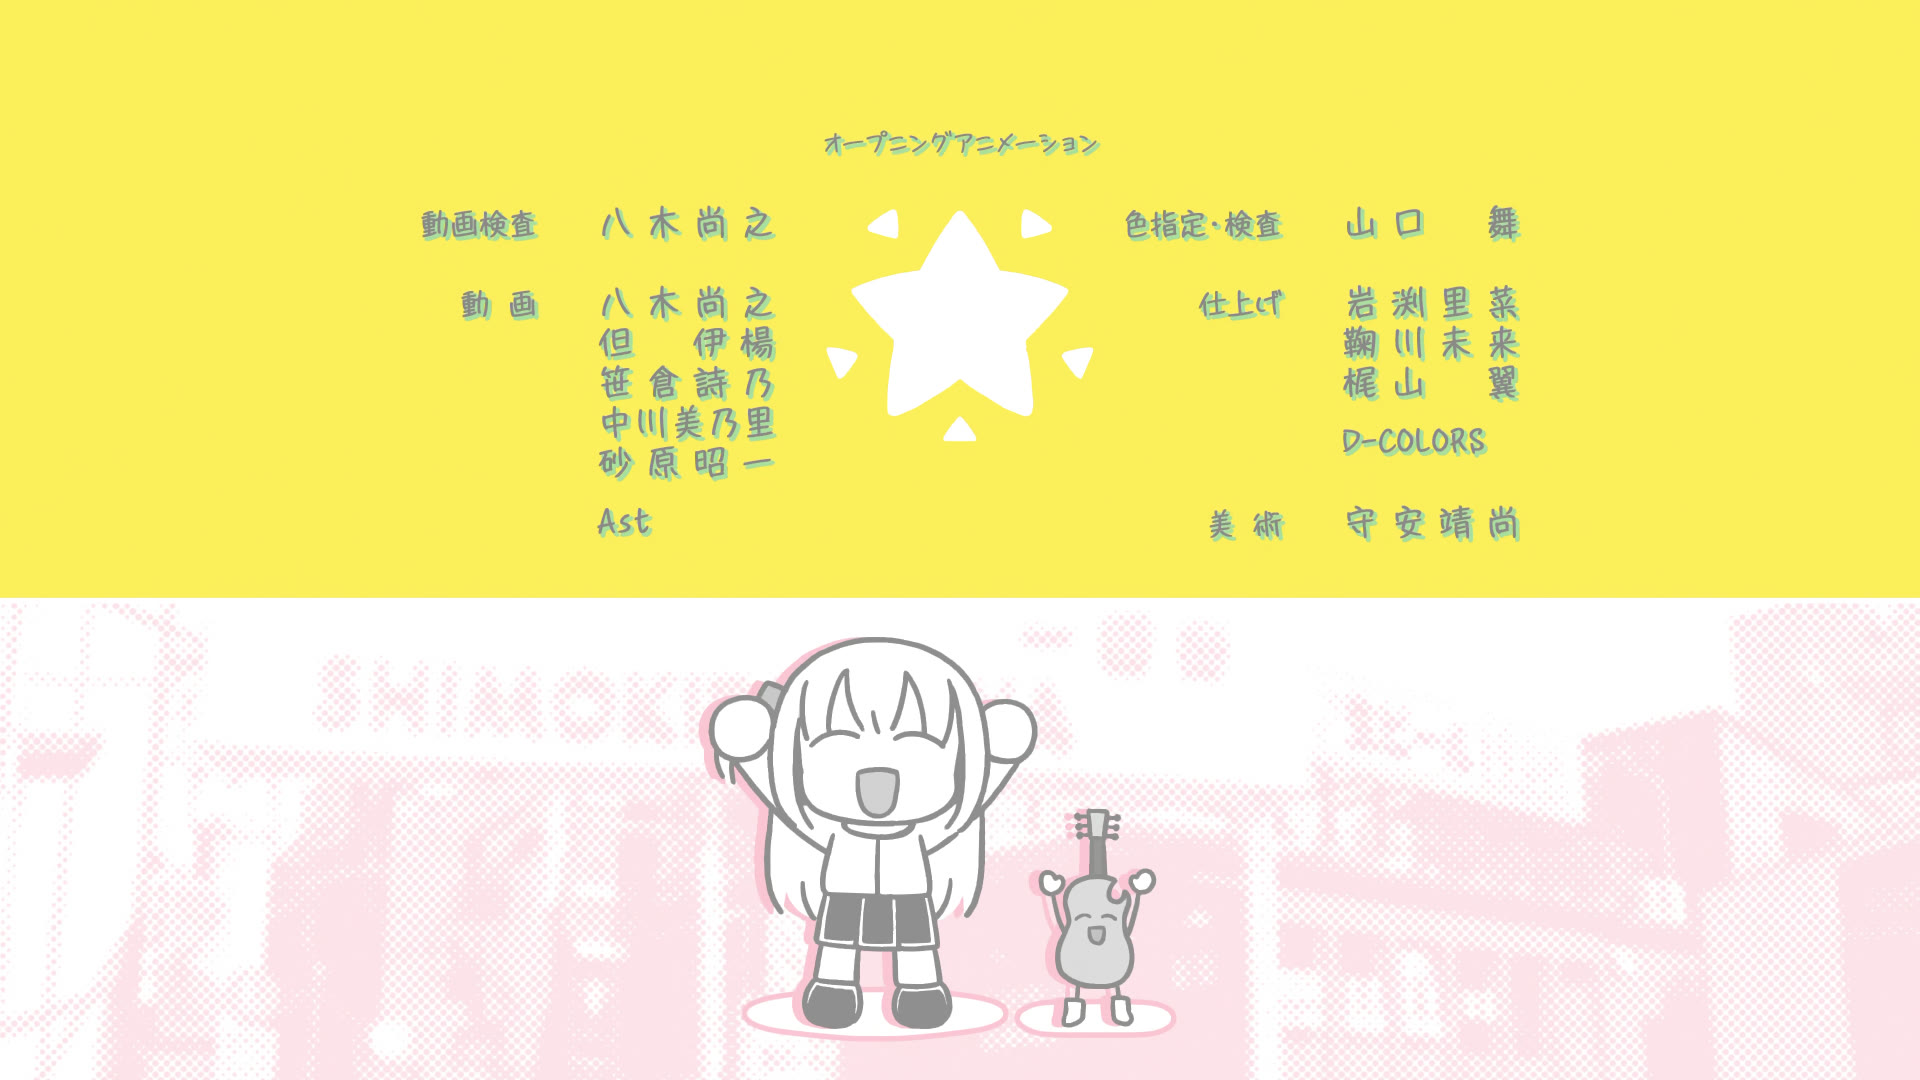 オープニングアニメーション
動画検査 八木尚之
動画 八木尚之
但 伊楊
笹倉詩乃
中川美乃里
砂原昭一
Ast
色指定・検査 山口 舞
仕上げ 岩渕里菜
鞠川未来
梶山 翼
D-COLORS
美術 守安靖尚
SHIMOK